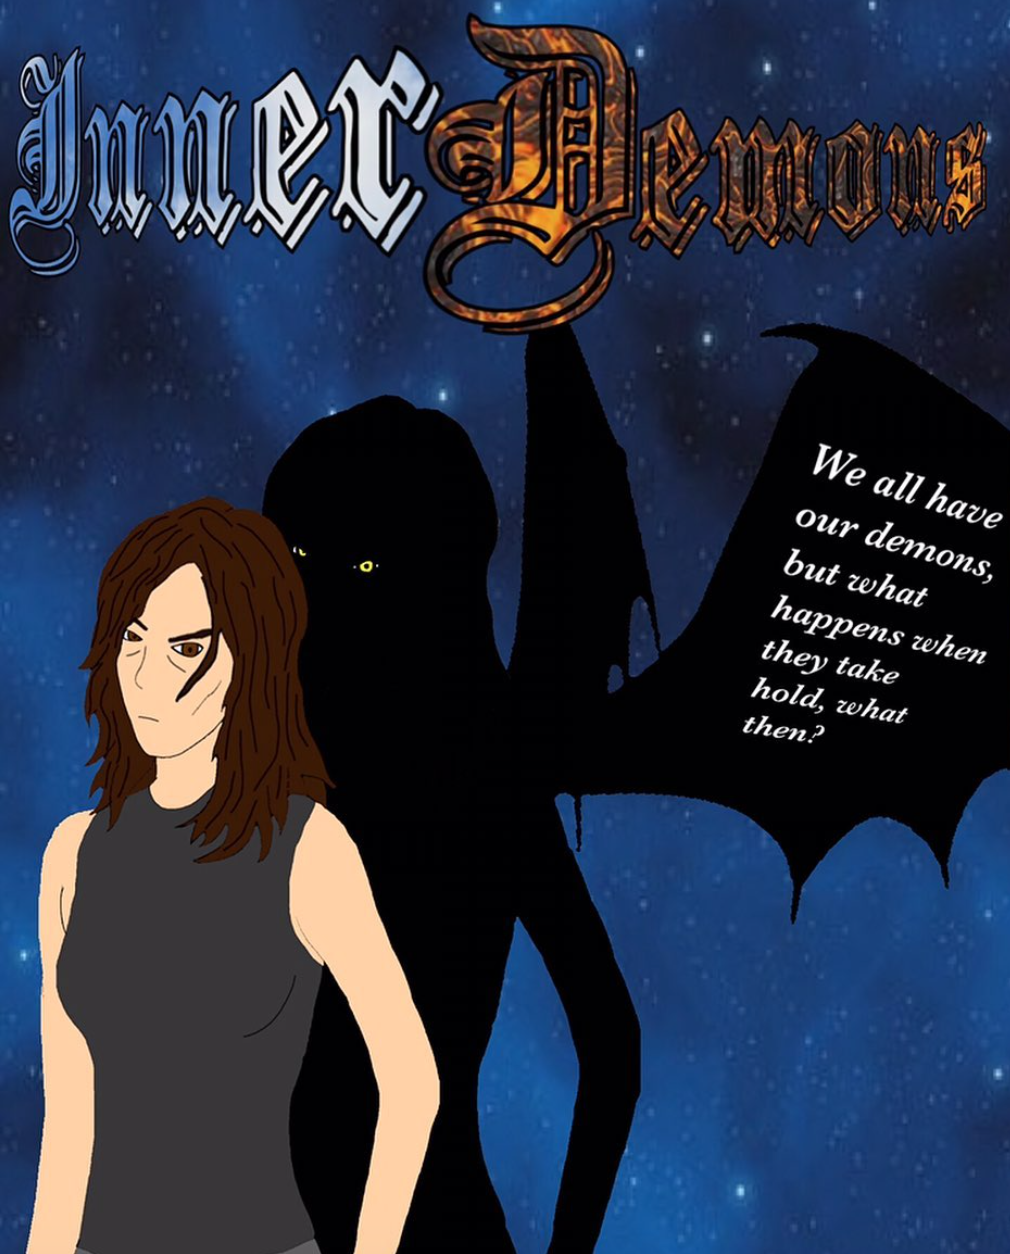 Inner Demons
We all have
our demons,
but what
happens when
they take
hold, what
then?